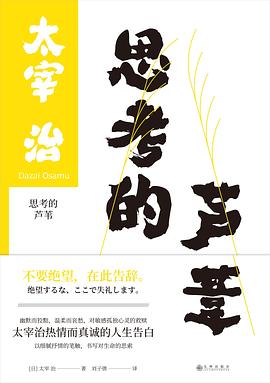 太宰 治
Dazai Osamu
思考的
芦苇
思考的
芦苇
不要绝望，在此告辞。
绝望するな、ここで失礼します。
幽默而狡黠，温柔而哀愁，对敏感孤独心灵的救赎
太宰治热情而真诚的人生告白
以细腻抒情的笔触，书写对生命的思索
[日] 太宰 治 著
刘子倩 译
九州出版社